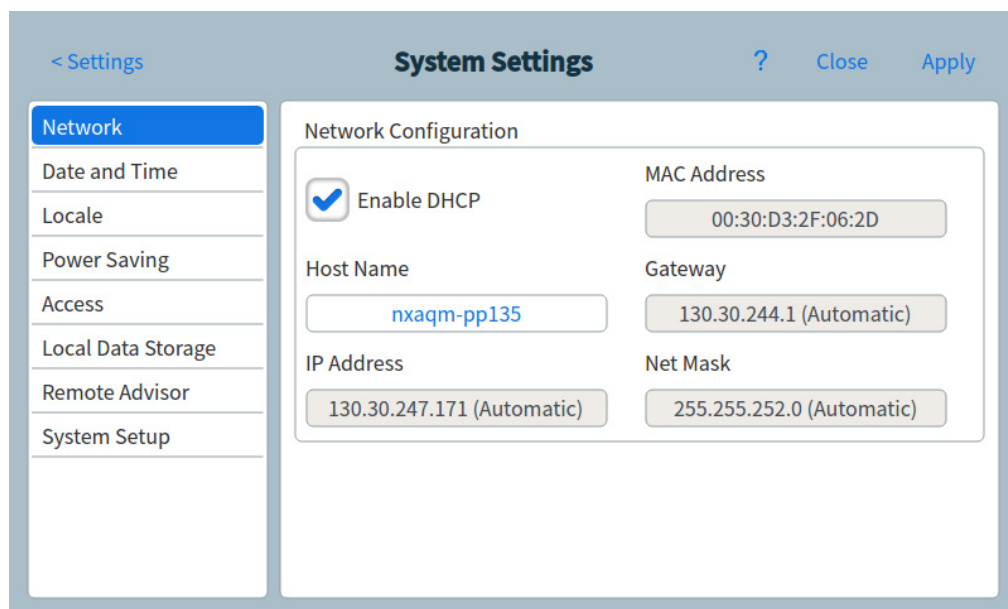 < Settings
System Settings
?
Close
Apply
Network
Date and Time
Locale
Power Saving
Access
Local Data Storage
Remote Advisor
System Setup
Network Configuration
Enable DHCP
MAC Address
00:30:D3:2F:06:2D
Host Name
nxaqm-pp135
Gateway
130.30.244.1 (Automatic)
IP Address
130.30.247.171 (Automatic)
Net Mask
255.255.252.0 (Automatic)